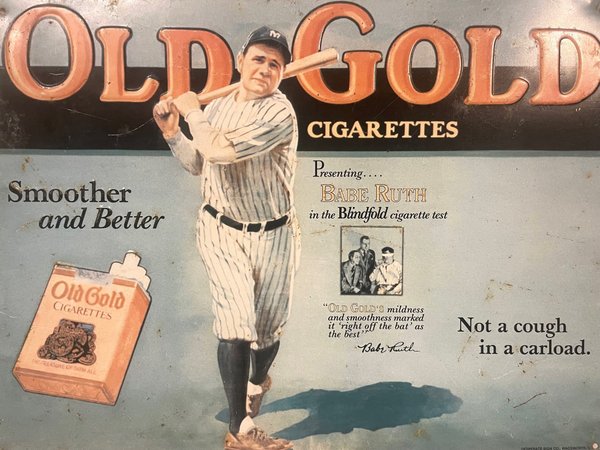 OLD GOLD
CIGARETTES
Presenting....
BABE RUTH
in the Blindfold cigarette test
Smoother
and Better
Old Gold
CIGARETTES
"OLD GOLD'S mildness
and smoothness marked
it 'right off the bat' as
the best"
Babe Ruth
Not a cough
in a carload.